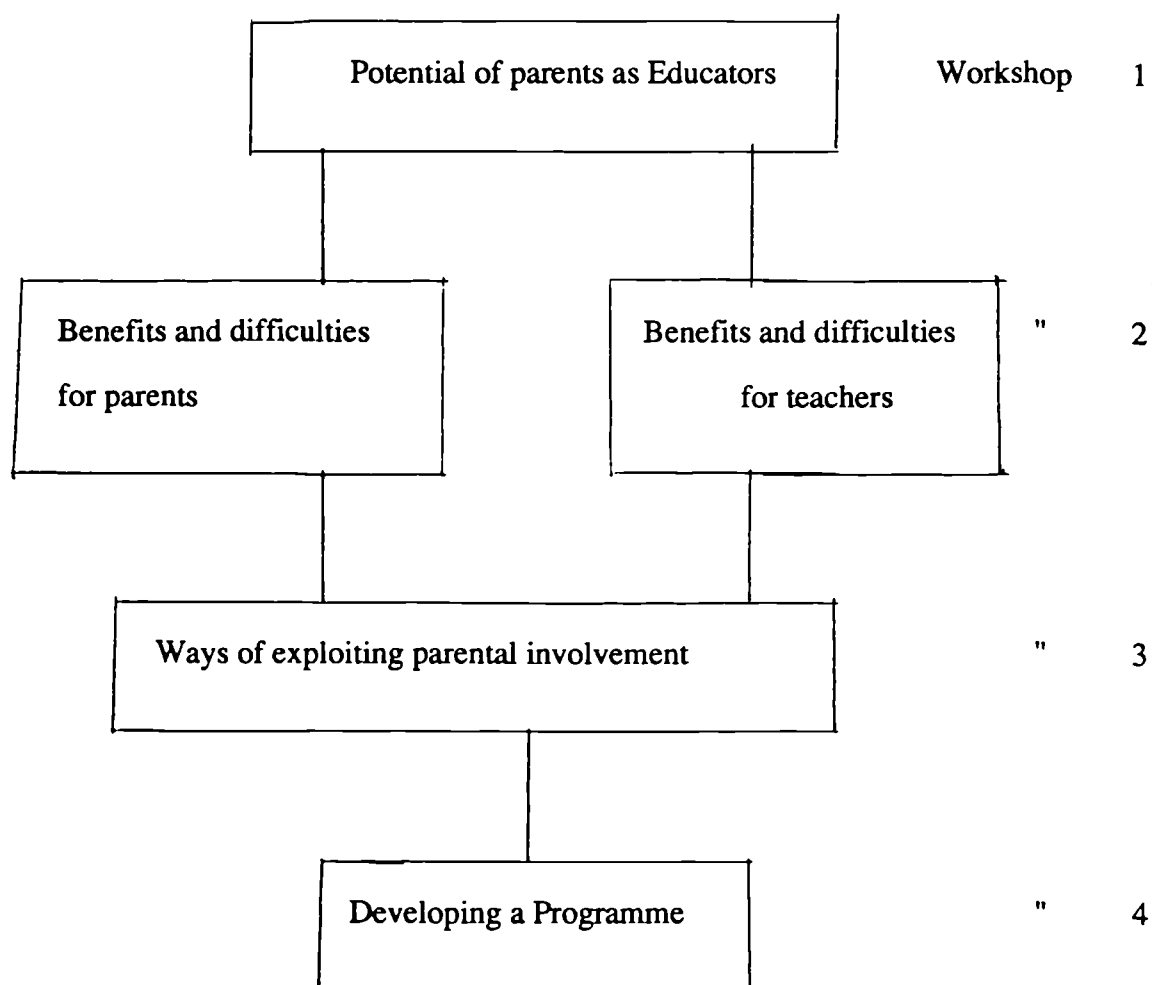 Potential of parents as Educators Workshop 1
Benefits and difficulties Benefits and difficulties " 2
for parents for teachers
Ways of exploiting parental involvement " 3
Developing a Programme " 4